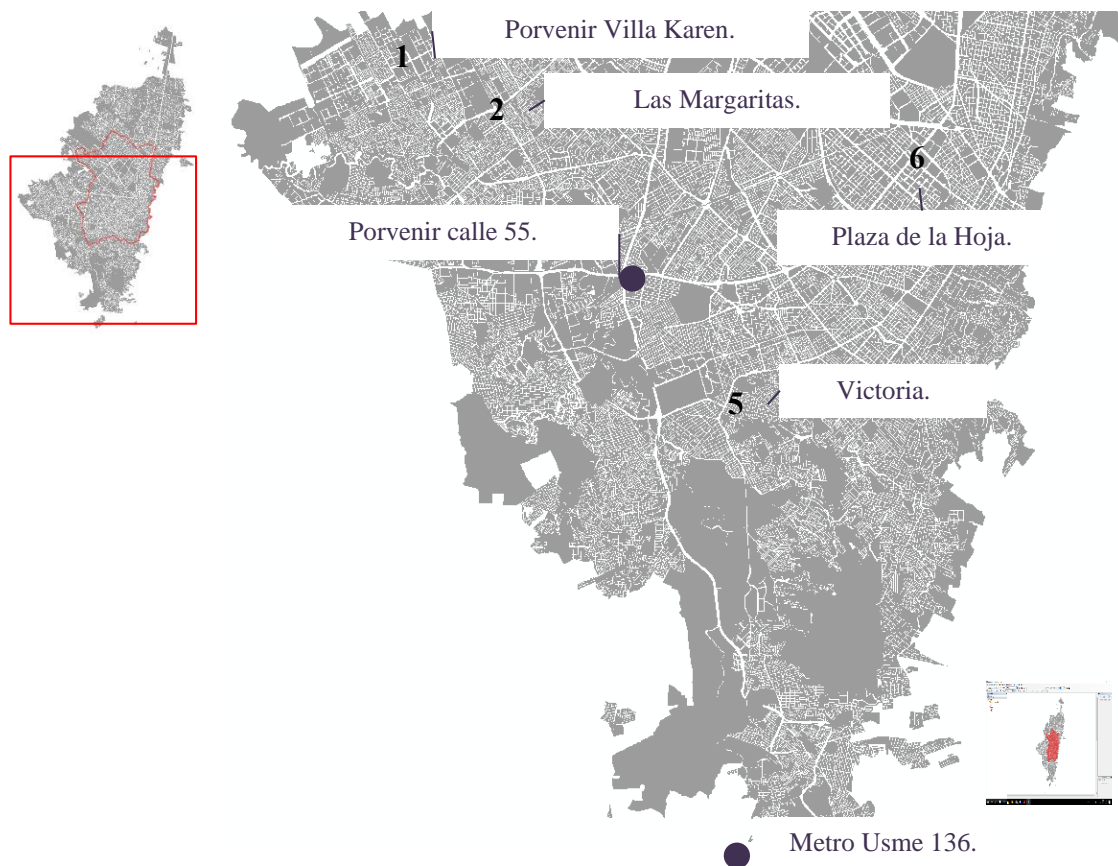 Porvenir Villa Karen.
1
2
Las Margaritas.
6
Porvenir calle 55.
Plaza de la Hoja.
Victoria.
5
Metro Usme 136.